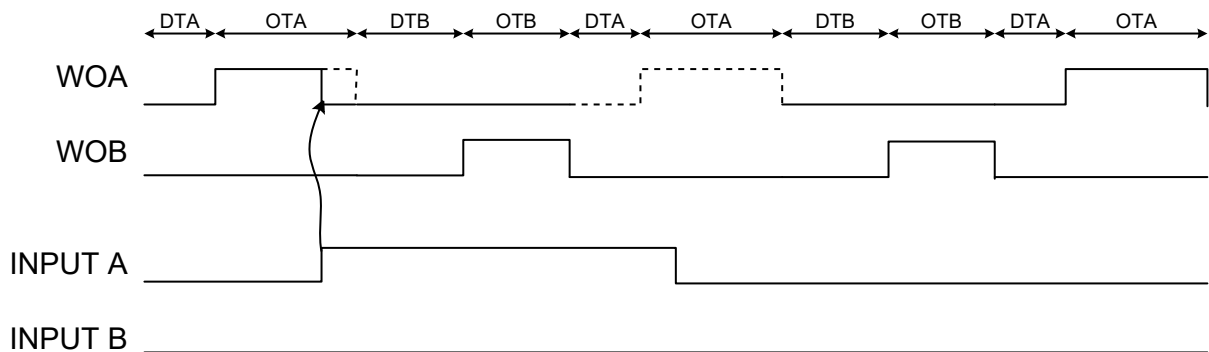 DTA OTA DTB OTB DTA OTA DTB OTB DTA OTA
WOA
WOB
INPUT A
INPUT B